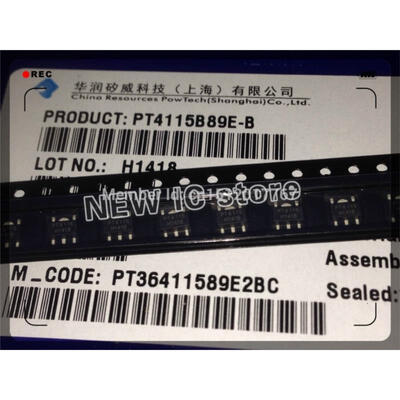 REC
华润矽威科技（上海）有限公司
China Resources PowTech(Shanghai)Co.,Ltd.
PRODUCT: PT4115B89E-B
LOT NO.: H1418
NEW IC store
Assemb
M_CODE: PT36411589E2BC
Sealed: